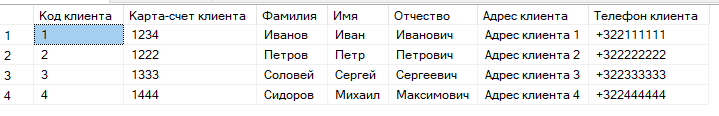 Код клиента Карта-счет клиента Фамилия Имя Отчество Адрес клиента Телефон клиента
1 1 1234 Иванов Иван Иванович Адрес клиента 1 +322111111
2 2 1222 Петров Петр Петрович Адрес клиента 2 +322222222
3 3 1333 Соловей Сергей Сергеевич Адрес клиента 3 +322333333
4 4 1444 Сидоров Михаил Максимович Адрес клиента 4 +322444444